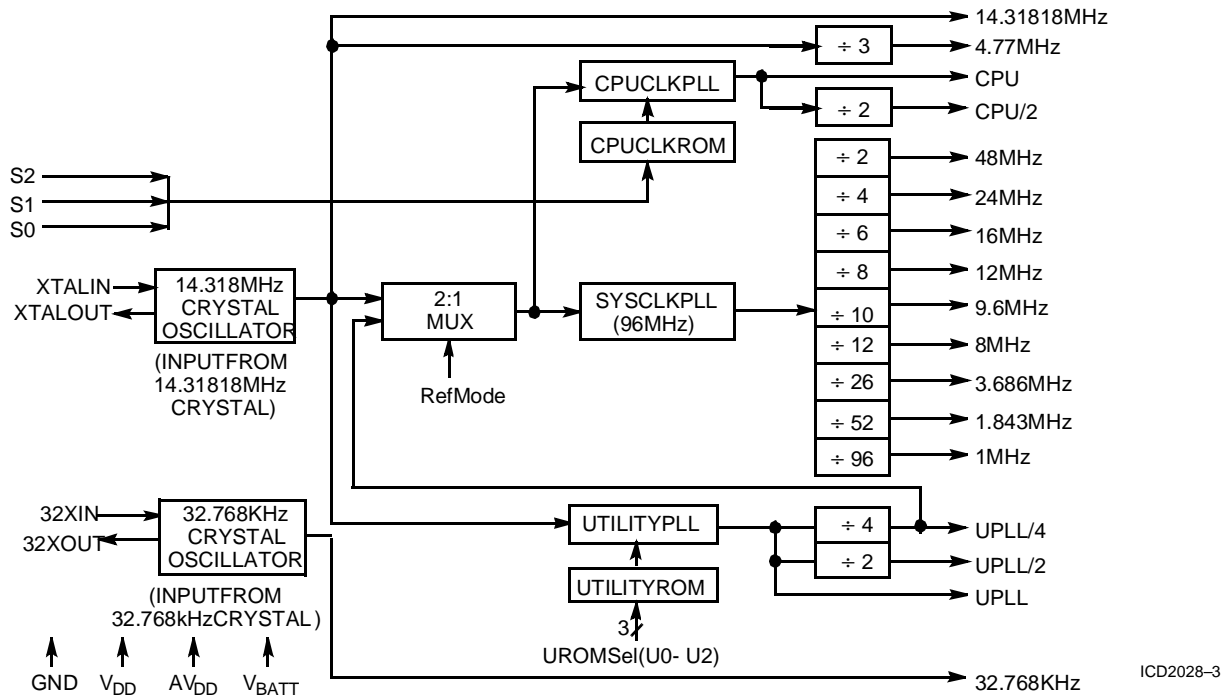 14.31818MHz
÷ 3
4.77MHz
CPUCLKPLL
CPU
÷ 2
CPU/2
CPUCLKROM
S2
S1
S0
÷ 2
48MHz
÷ 4
24MHz
÷ 6
16MHz
÷ 8
12MHz
÷ 10
9.6MHz
÷ 12
8MHz
÷ 26
3.686MHz
÷ 52
1.843MHz
÷ 96
1MHz
XTALIN
XTALOUT
14.318MHz
CRYSTAL
OSCILLATOR
(INPUTFROM
14.31818MHz
CRYSTAL)
2:1
MUX
RefMode
SYSCLKPLL
(96MHz)
32XIN
32XOUT
32.768KHz
CRYSTAL
OSCILLATOR
(INPUTFROM
32.768kHzCRYSTAL)
UTILITYPLL
÷ 4
UPLL/4
÷ 2
UPLL/2
UPLL
UTILITYROM
3
UROMSel(U0- U2)
GND
VDD
AVDD
VBATT
32.768KHz
ICD2028–3